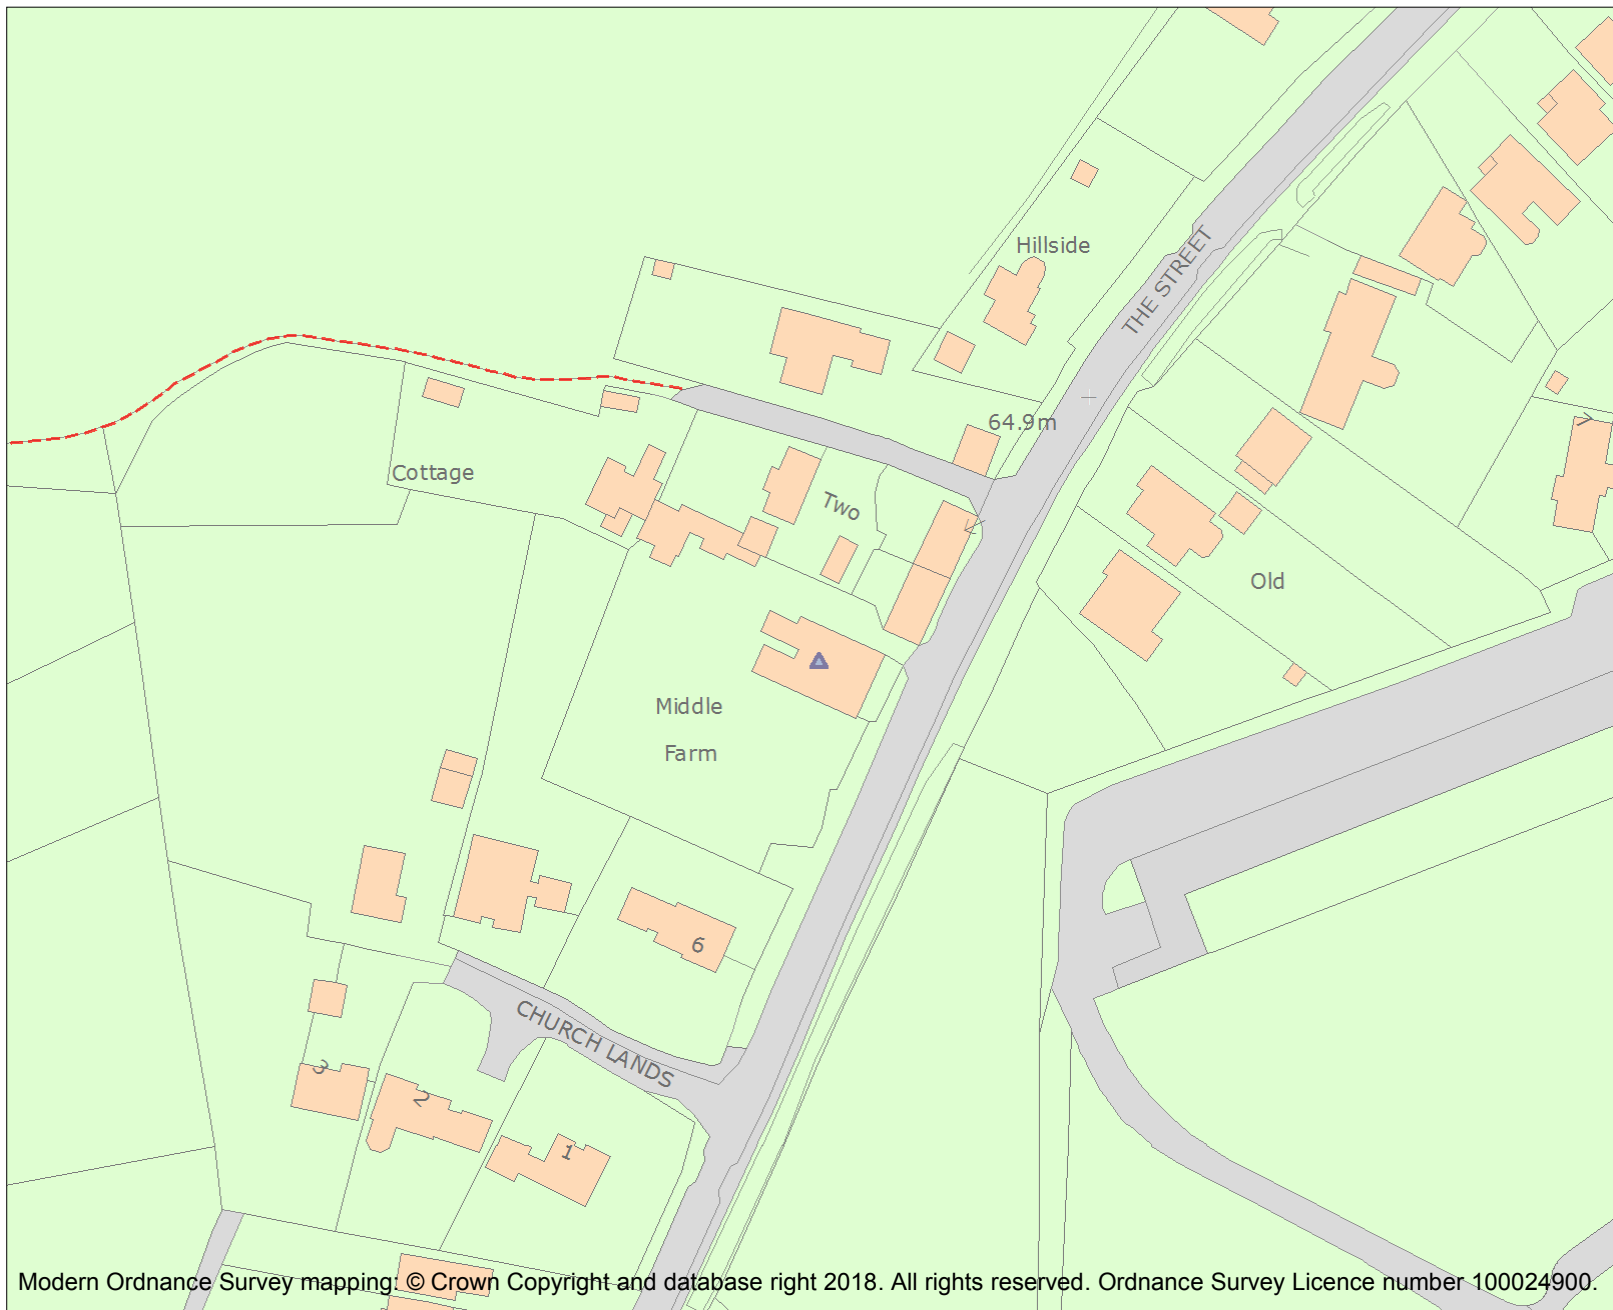 Hillside
THE STREET
64.9m
7
Cottage
Two
Old
Middle
Farm
6
CHURCH LANDS
3
2
1
Modern Ordnance Survey mapping: © Crown Copyright and database right 2018. All rights reserved. Ordnance Survey Licence number 100024900.